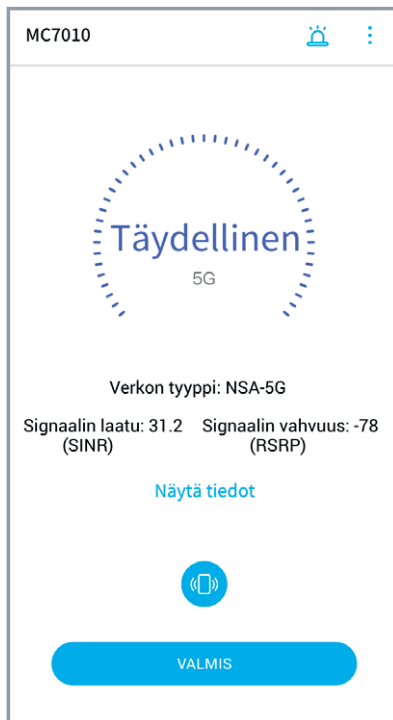 MC7010
Täydellinen
5G
Verkon tyyppi: NSA-5G
Signaalin laatu: 31.2 Signaalin vahvuus: -78
(SINR) (RSRP)
Näytä tiedot
VALMIS